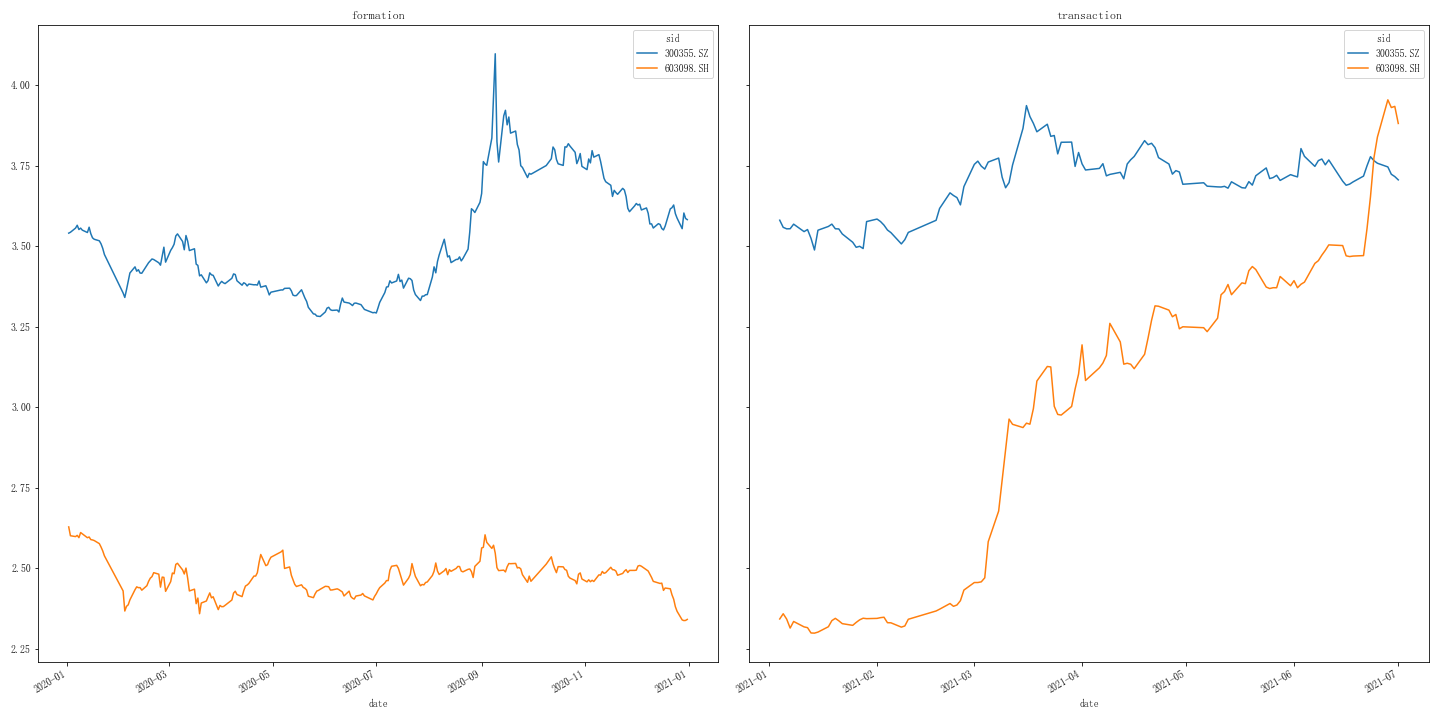 formation
sid
300355.SZ
603098.SH
4.00
3.75
3.50
3.25
3.00
2.75
2.50
2.25
2020-01
2020-03
2020-05
2020-07
2020-09
2020-11
2021-01
date
transaction
sid
300355.SZ
603098.SH
2021-01
2021-02
2021-03
2021-04
2021-05
2021-06
2021-07
date